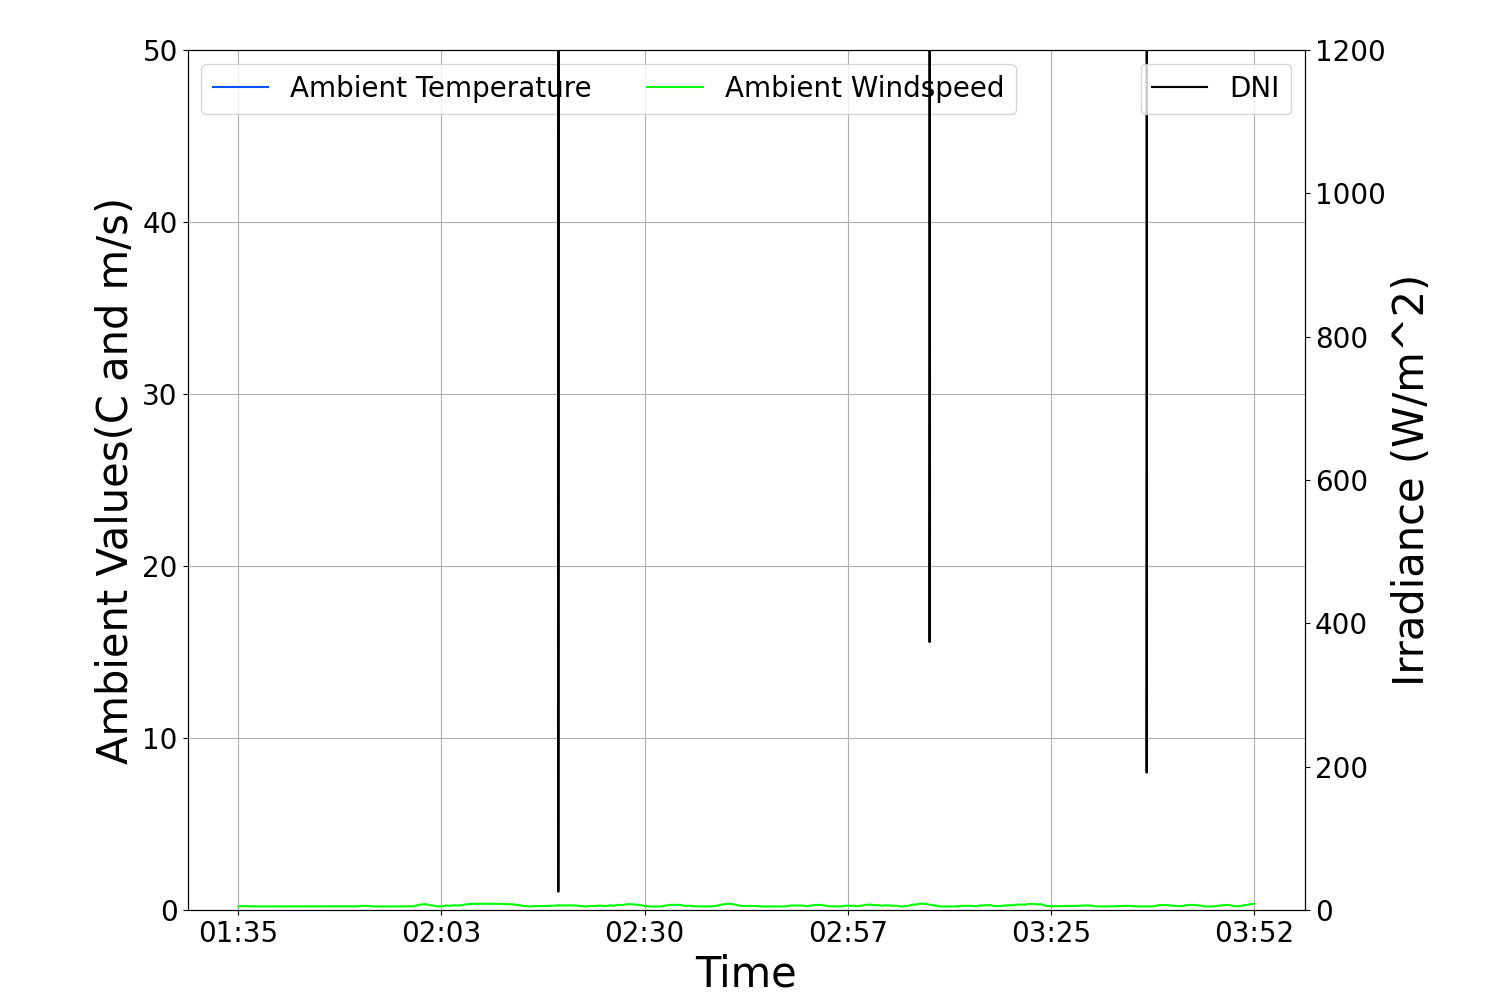 Ambient Temperature
Ambient Windspeed
DNI
Ambient Values(C and m/s)
50
40
30
20
10
0
Irradiance (W/m^2)
1200
1000
800
600
400
200
0
01:35 02:03 02:30 02:57 03:25 03:52
Time